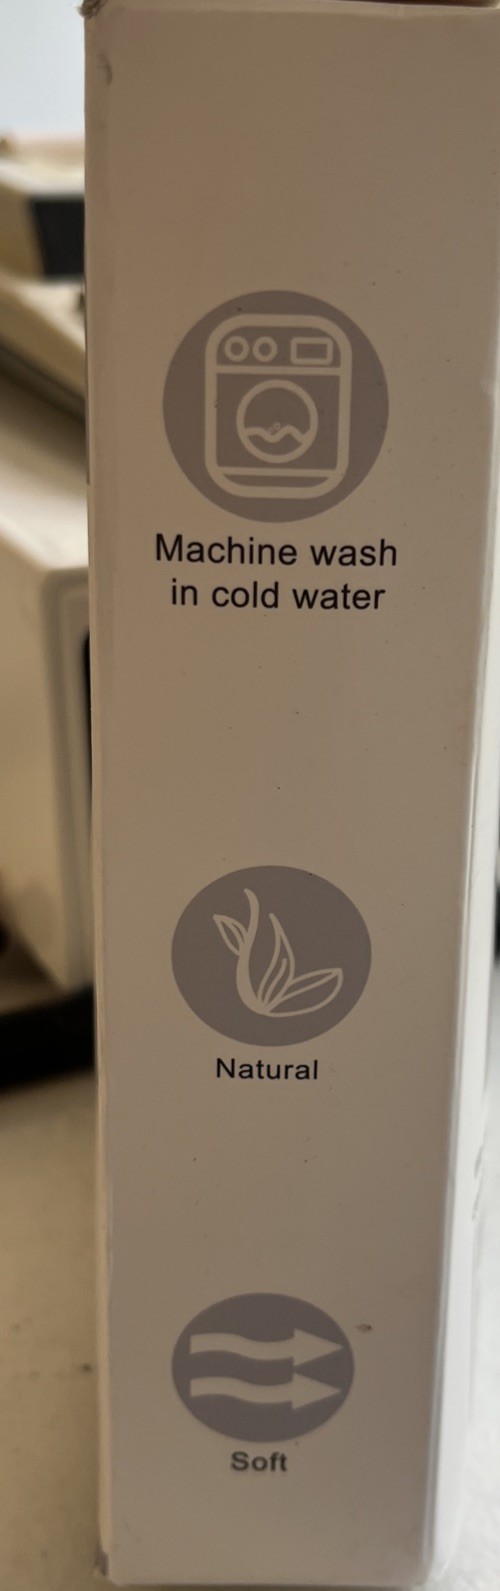 Machine wash
in cold water
Natural
Soft